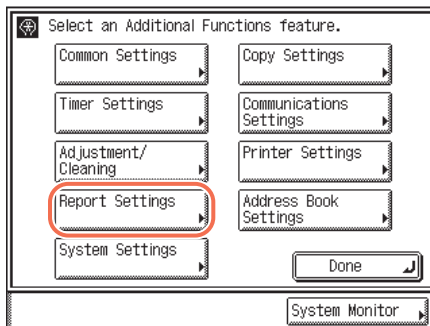 Select an Additional Functions feature.
Common Settings
Copy Settings
Timer Settings
Communications
Settings
Adjustment/
Cleaning
Printer Settings
Report Settings
Address Book
Settings
System Settings
Done
System Monitor